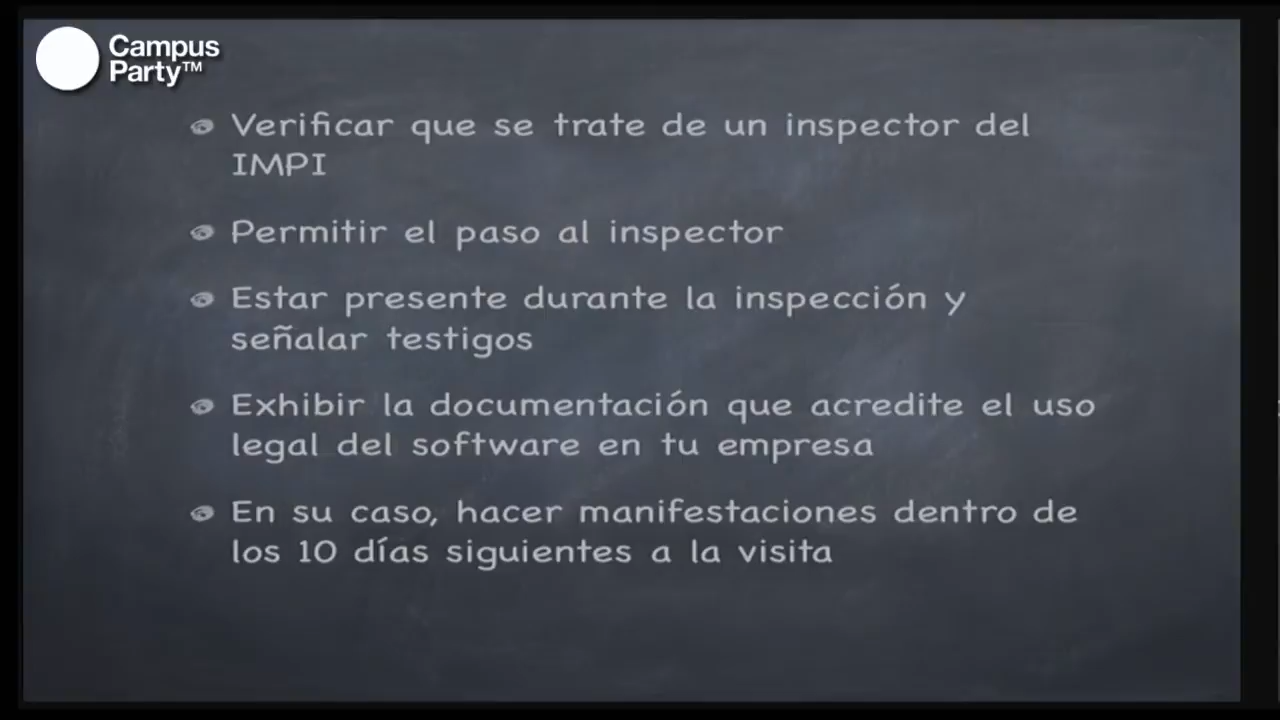 Campus
Party™
Verificar que se trate de un inspector del
IMPI
Permitir el paso al inspector
Estar presente durante la inspección y
señalar testigos
Exhibir la documentación que acredite el uso
legal del software en tu empresa
En su caso, hacer manifestaciones dentro de
los 10 días siguientes a la visita